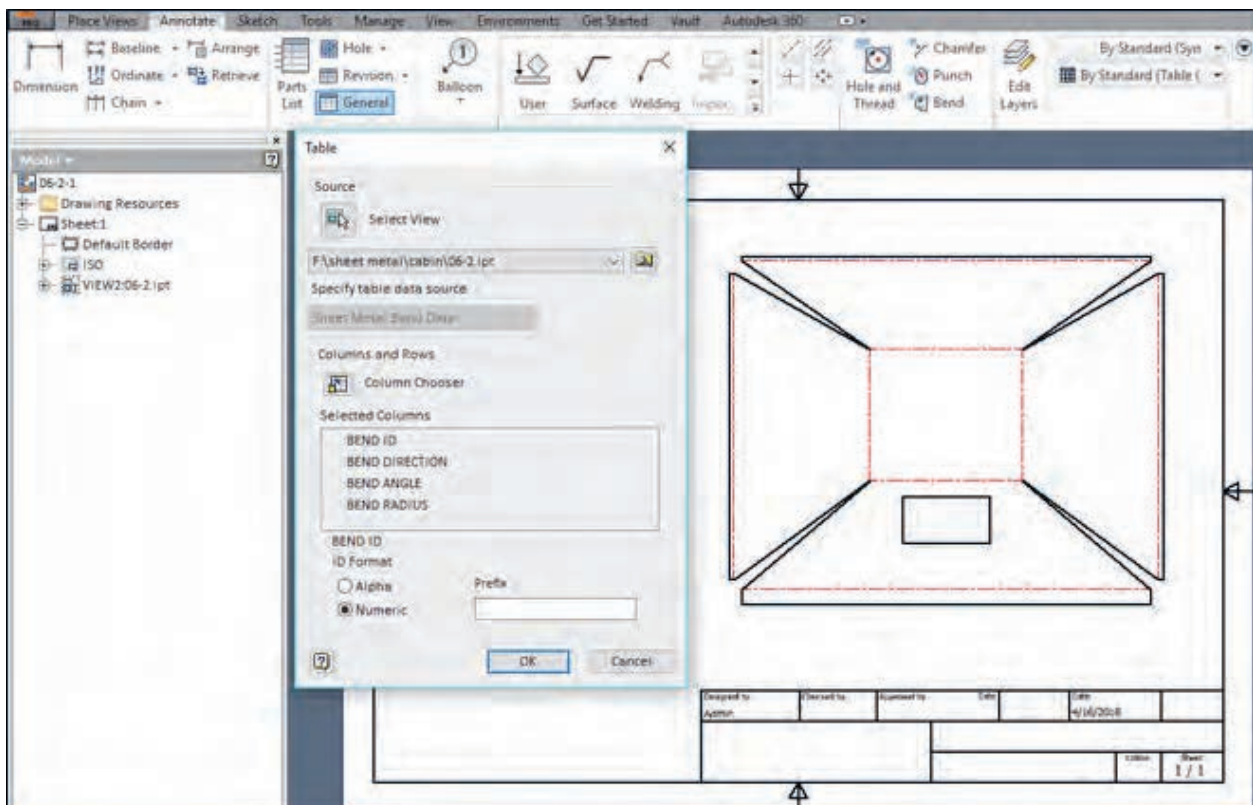 PRO Place Views Annotate Sketch Tools Manage View Environments Get Started Vault Autodesk 360
Dimension
Baseline Arrange
Ordinate Retrieve
Chain
Parts List
Hole
Revision
General
1
Balloon
User Surface Welding
Hole and Thread
Chamfer
Punch
Bend
Edit Layers
By Standard (Syn
By Standard (Table (
Model
06-2-1
Drawing Resources
Sheet:1
Default Border
ISO
VIEW2:06-2.ipt
Table
Source
Select View
F:\sheet metal\cabin\06-2.ipt
Specify table data source
Sheet Metal Bend Data
Columns and Rows
Column Chooser
Selected Columns
BEND ID
BEND DIRECTION
BEND ANGLE
BEND RADIUS
BEND ID
ID Format
Alpha
Numeric
Prefix
OK Cancel
Designed by Checked by Approved by Date Date
Admin 4/16/2018
Edition Sheet
1 / 1